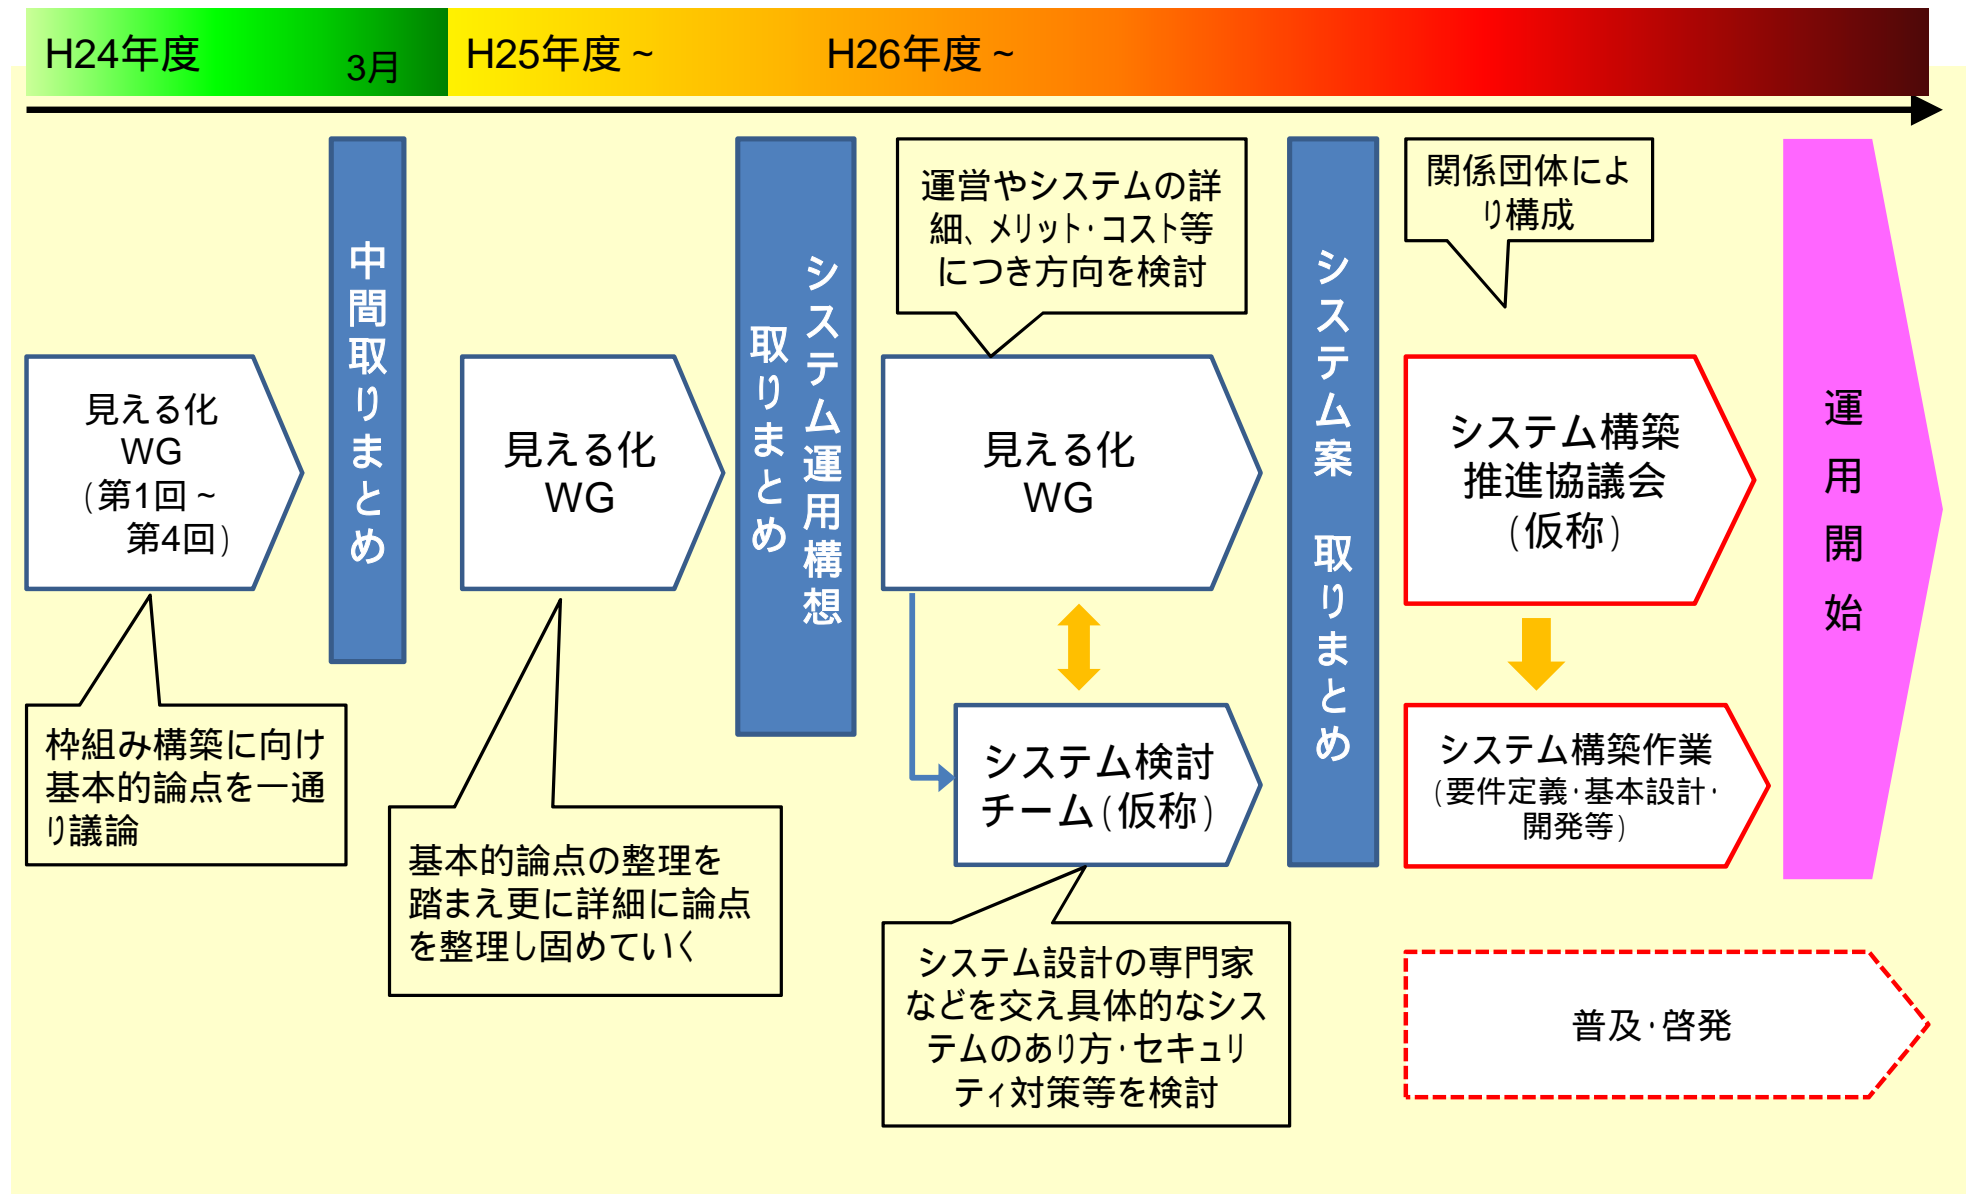 H24年度
3月
H25年度~
H26年度~
見える化
WG
(第1回~
第4回)
枠組み構築に向け
基本的論点を一通
り議論
中間取りまとめ
見える化
WG
基本的論点の整理を
踏まえ更に詳細に論点
を整理し固めていく
システム運用構想
取りまとめ
運営やシステムの詳
細、メリット・コスト等
につき方向を検討
見える化
WG
システム検討
チーム(仮称)
システム設計の専門家
などを交え具体的なシス
テムのあり方・セキュリ
ティ対策等を検討
システム案 取りまとめ
関係団体によ
り構成
システム構築
推進協議会
(仮称)
システム構築作業
(要件定義・基本設計・
開発等)
普及・啓発
運用開始